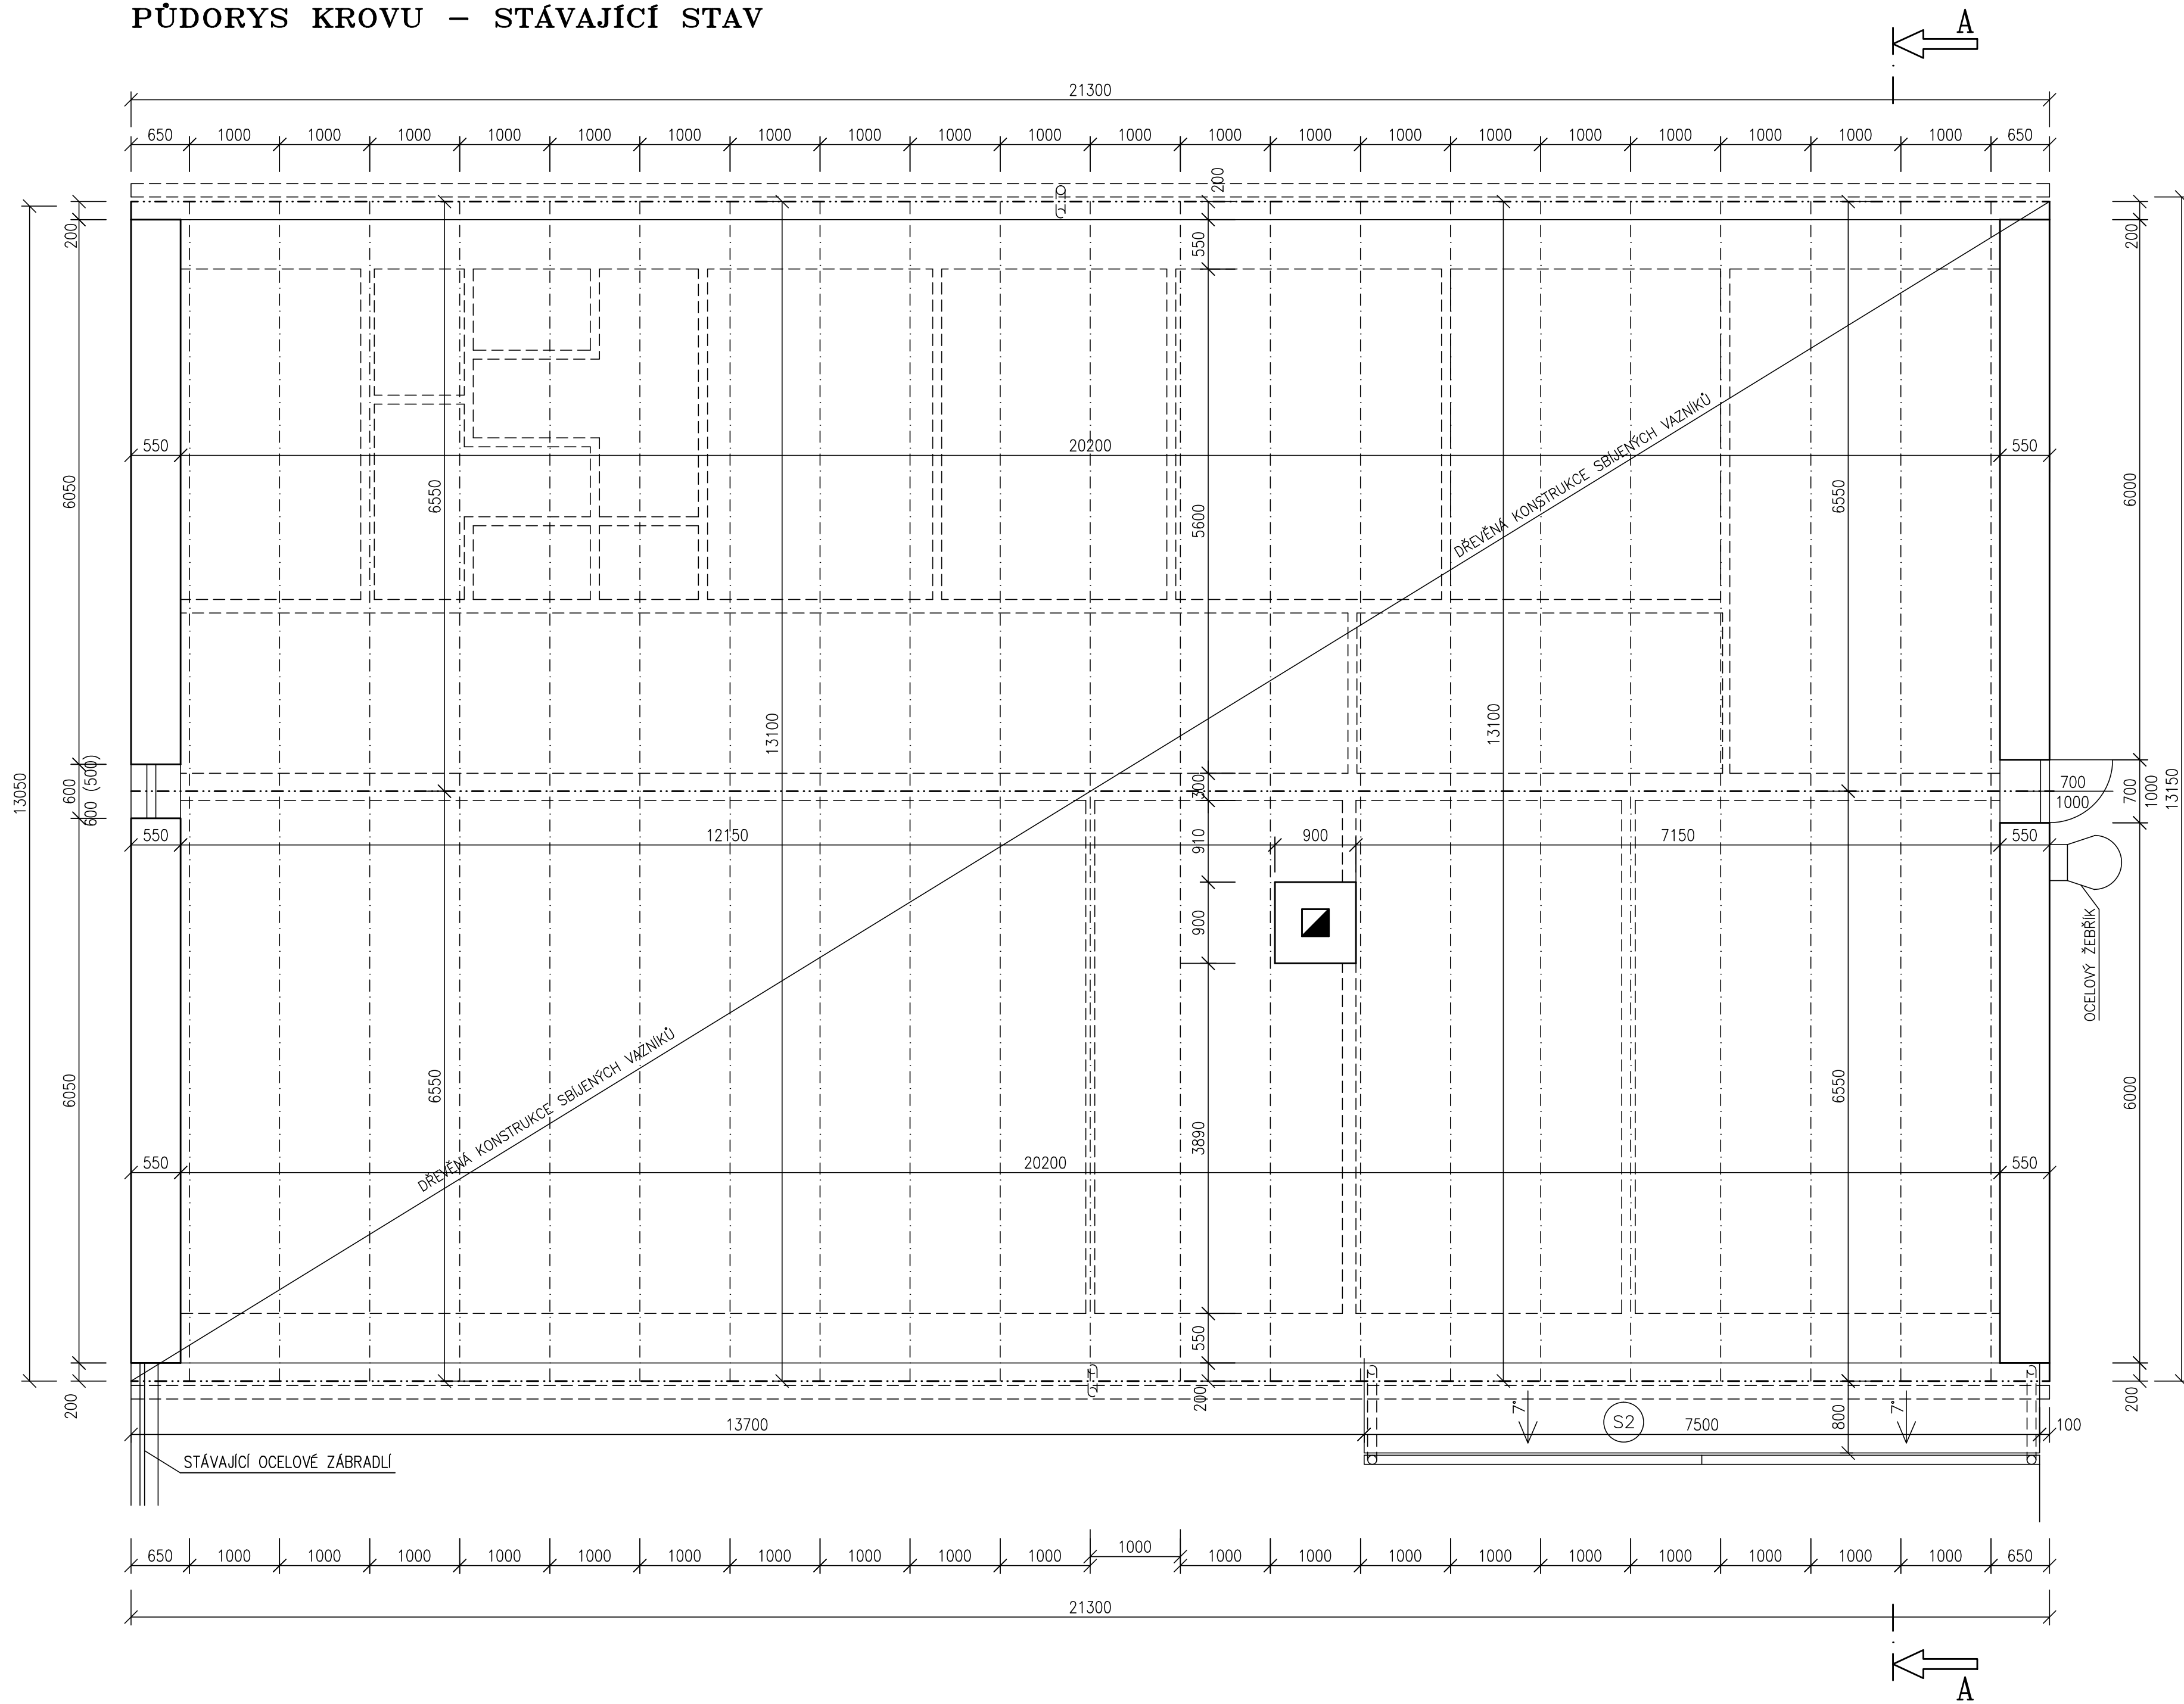 PŮDORYS KROVU – STÁVAJÍCÍ STAV
A
21300
650 1000 1000 1000 1000 1000 1000 1000 1000 1000 1000 1000 1000 1000 1000 1000 1000 1000 1000 1000 1000 650
200
200 550 200
DŘEVĚNÁ KONSTRUKCE SBÍJENÝCH VAZNÍKŮ
550 20200 550
6050 6550 5600 6550 6000
13100 13100
13050 600 600 (500) 300 700 1000 700 1000 13150
550 12150 910 900 7150 550
900
OCELOVÝ ŽEBŘÍK
DŘEVĚNÁ KONSTRUKCE SBÍJENÝCH VAZNÍKŮ
6050 6550 3890 6550 6000
550 20200 550
550
200 200 200
13700 7° S2 7500 800 7° 100
STÁVAJÍCÍ OCELOVÉ ZÁBRADLÍ
650 1000 1000 1000 1000 1000 1000 1000 1000 1000 1000 1000 1000 1000 1000 1000 1000 1000 1000 1000 1000 650
21300
A